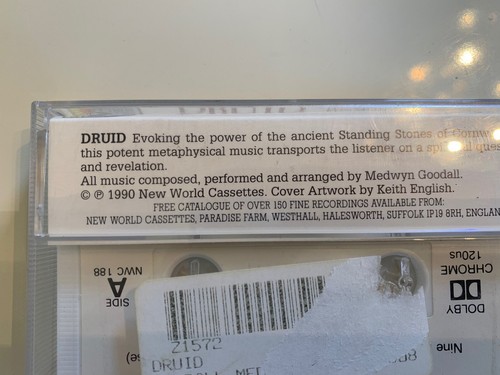 DRUID Evoking the power of the ancient Standing Stones of
this potent metaphysical music transports the listener on a
and revelation.
All music composed, performed and arranged by Medwyn Goodall.
© ℗ 1990 New World Cassettes. Cover Artwork by Keith English.
FREE CATALOGUE OF OVER 150 FINE RECORDINGS AVAILABLE FROM:
NEW WORLD CASSETTES, PARADISE FARM, WESTHALL, HALESWORTH, SUFFOLK IP19 8RH, ENGLAN
SIDE
A
NWC 188
CHROME
120us
DOLBY
Nine
21572
DRUID